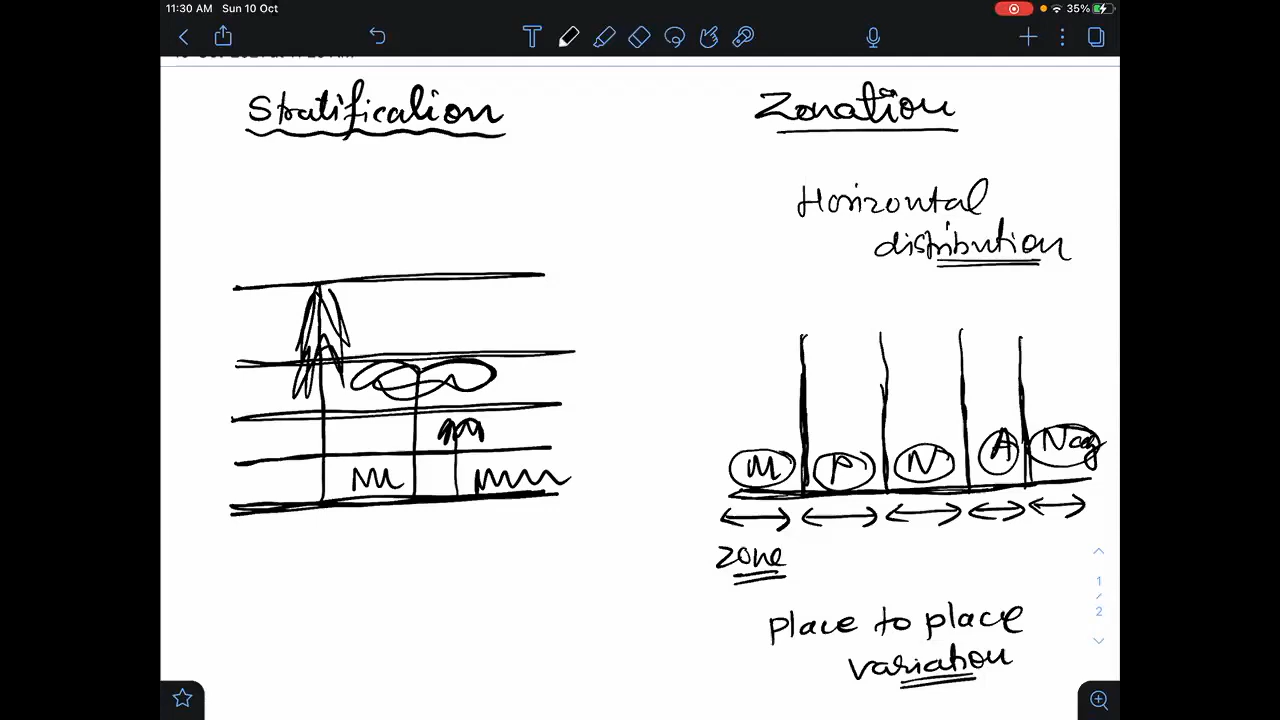 11:30 AM Sun 10 Oct
35%
Stratification
Zonation
Horizontal
distribution
M P N A Nag
zone
Place to place
variation
1
/
2